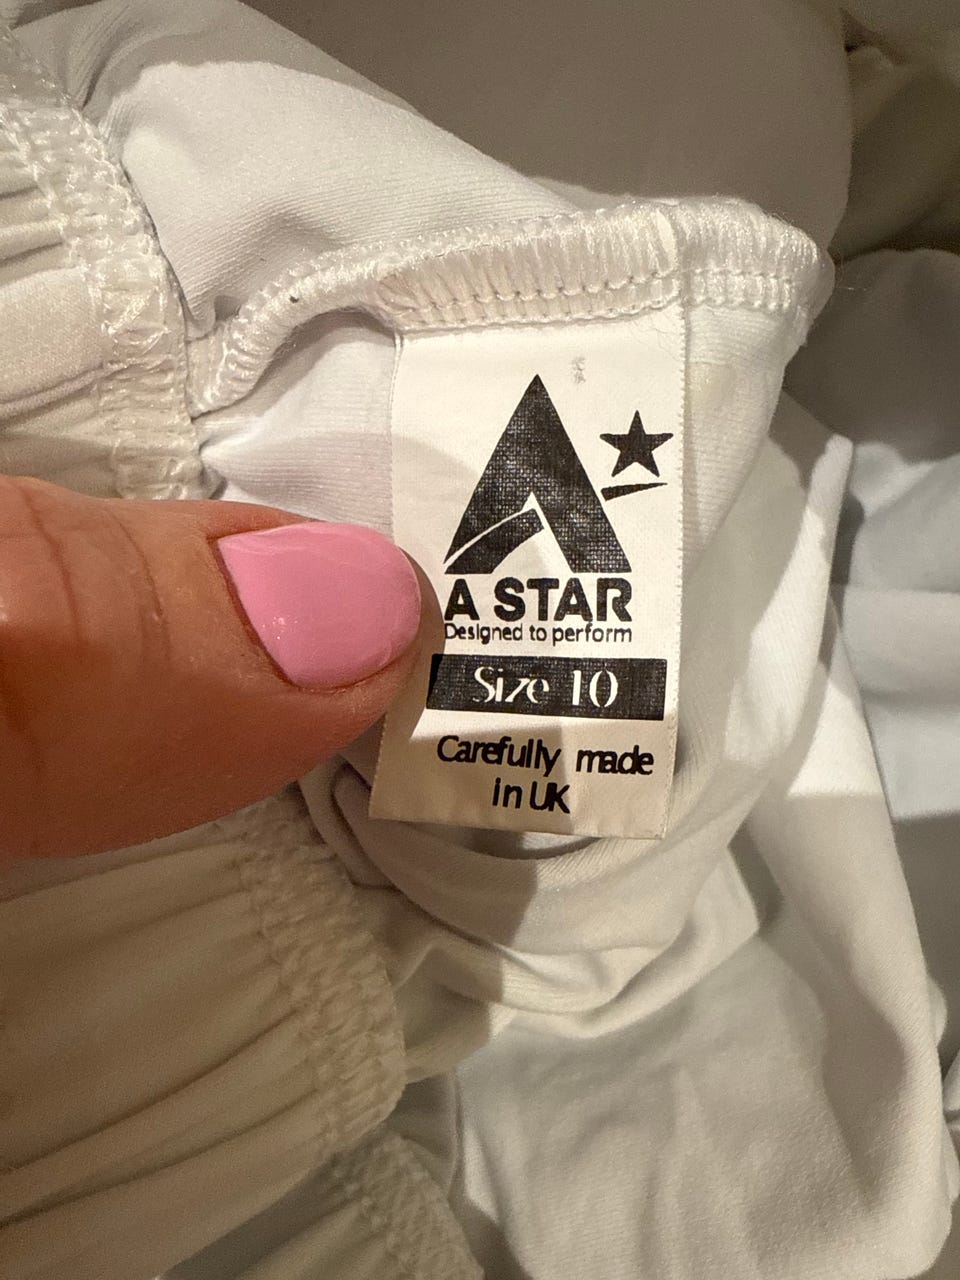 A STAR
Designed to perform
Size 10
Carefully made
in UK